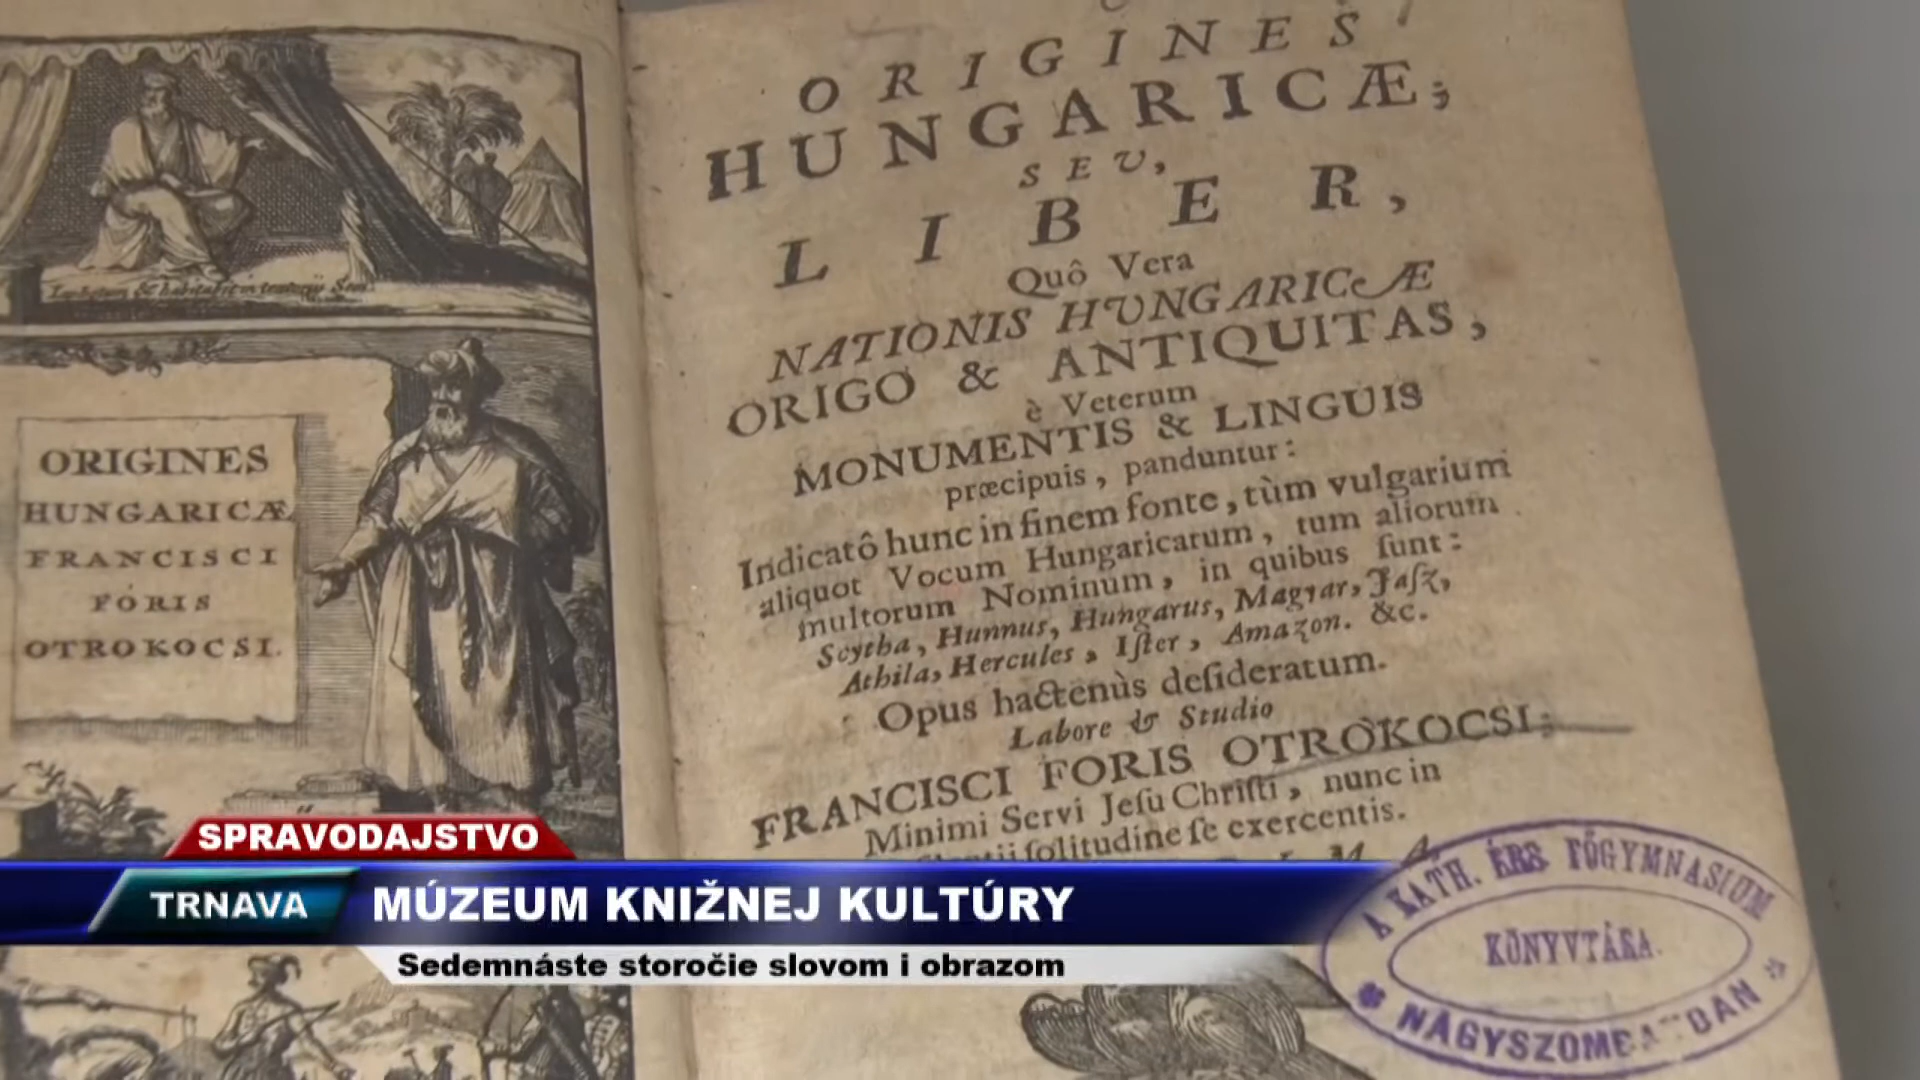 ORIGINES
HUNGARICÆ
FRANCISCI
FÓRIS
OTROKOCSI.
ORIGINES
HUNGARICÆ;
SEU,
LIBER,
Quô Vera
NATIONIS HUNGARICÆ
ORIGO & ANTIQUITAS,
è Veterum
MONUMENTIS & LINGUIS
præcipuis, panduntur:
Indicatô hunc in finem fonte, tùm vulgarium
aliquot Vocum Hungaricarum, tum aliorum
multorum Nominum, in quibus ſunt:
Scytha, Hunnus, Hungarus, Magyar, Jaſz,
Athila, Hercules, Iſter, Amazon. &c.
Opus hactenùs deſideratum.
Labore & Studio
FRANCISCI FORIS OTROKOCSI;
Minimi Servi Jeſu Chriſti, nunc in
ſolitudine ſe exercentis.
A KATH. ÉRS. FŐGYMNASIUM
KÖNYVTÁRA.
NAGYSZOMBATBAN
SPRAVODAJSTVO
TRNAVA
MÚZEUM KNIŽNEJ KULTÚRY
Sedemnáste storočie slovom i obrazom